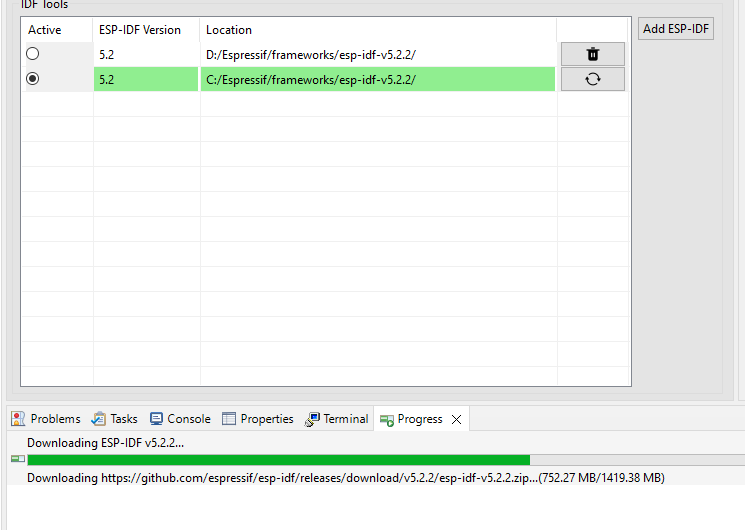 IDF Tools
Active ESP-IDF Version Location
5.2 D:/Espressif/frameworks/esp-idf-v5.2.2/
5.2 C:/Espressif/frameworks/esp-idf-v5.2.2/
Add ESP-IDF
Problems Tasks Console Properties Terminal Progress
Downloading ESP-IDF v5.2.2...
Downloading https://github.com/espressif/esp-idf/releases/download/v5.2.2/esp-idf-v5.2.2.zip...(752.27 MB/1419.38 MB)